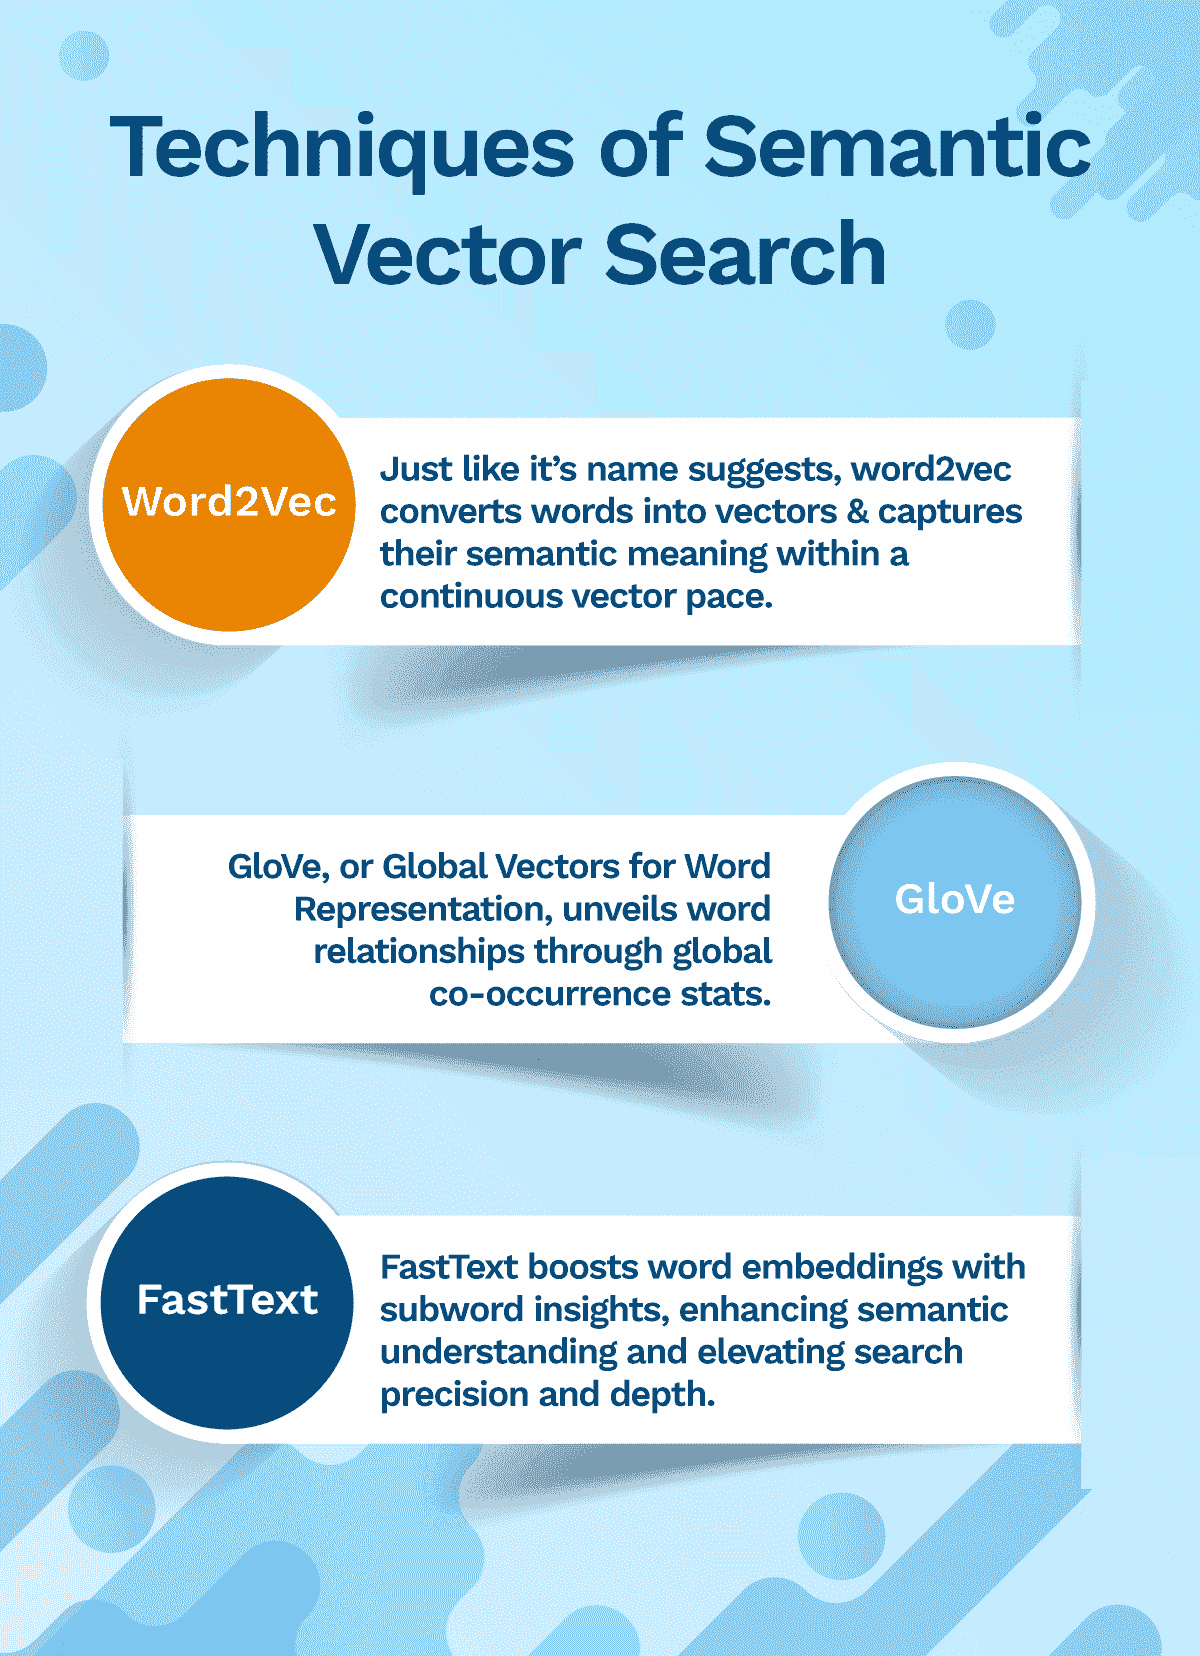 Techniques of Semantic
Vector Search
Word2Vec
Just like it’s name suggests, word2vec
converts words into vectors & captures
their semantic meaning within a
continuous vector pace.
GloVe, or Global Vectors for Word
Representation, unveils word
relationships through global
co-occurrence stats.
GloVe
FastText
FastText boosts word embeddings with
subword insights, enhancing semantic
understanding and elevating search
precision and depth.